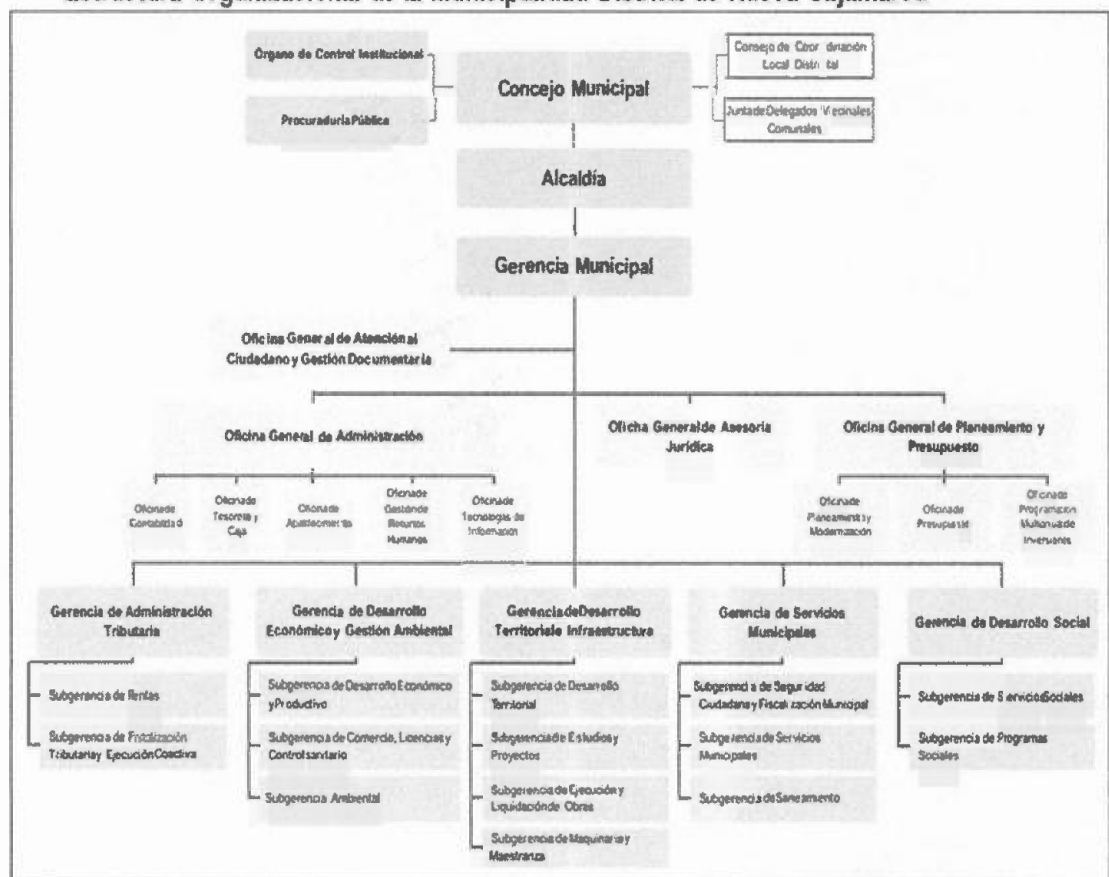 Órgano de Control Institucional
Procuraduría Pública
Concejo Municipal
Consejo de Coordinación
Local Distrital
Junta de Delegados Vecinales
Comunales
Alcaldía
Gerencia Municipal
Oficina General de Atención al
Ciudadano y Gestión Documentaria
Oficina General de Administración
Oficina General de Asesoría
Jurídica
Oficina General de Planeamiento y
Presupuesto
Oficina de
Contabilidad
Oficina de
Tesorería y
Caja
Oficina de
Abastecimiento
Oficina de
Gestión de
Recursos
Humanos
Oficina de
Tecnologías de
Información
Oficina de
Planeamiento y
Modernización
Oficina de
Presupuesto
Oficina de
Programación
Multianual de
Inversiones
Gerencia de Administración
Tributaria
Subgerencia de Rentas
Subgerencia de Fiscalización
Tributaria y Ejecución Coactiva
Gerencia de Desarrollo
Económico y Gestión Ambiental
Subgerencia de Desarrollo Económico
y Productivo
Subgerencia de Comercio, Licencias y
Control sanitario
Subgerencia Ambiental
Gerencia de Desarrollo
Territorial e Infraestructura
Subgerencia de Desarrollo
Territorial
Subgerencia de Estudios y
Proyectos
Subgerencia de Ejecución y
Liquidación de Obras
Subgerencia de Maquinaria y
Maestranza
Gerencia de Servicios
Municipales
Subgerencia de Seguridad
Ciudadana y Fiscalización Municipal
Subgerencia de Servicios
Municipales
Subgerencia de Saneamiento
Gerencia de Desarrollo Social
Subgerencia de Servicios Sociales
Subgerencia de Programas
Sociales